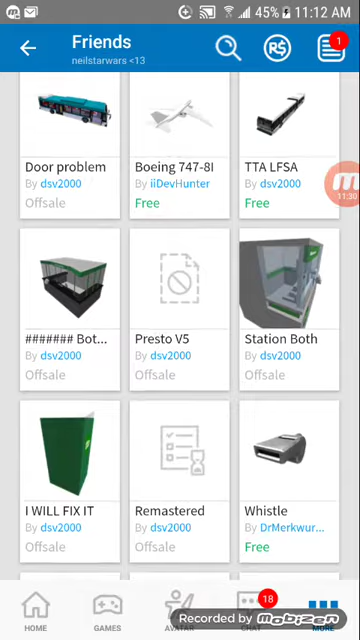 45% 11:12 AM
Friends
neilstarwars <13
R$
1
Door problem
By dsv2000
Offsale
Boeing 747-8I
By iiDevHunter
Free
TTA LFSA
By dsv2000
Free
11:30
####### Bot...
By dsv2000
Offsale
Presto V5
By dsv2000
Offsale
Station Both
By dsv2000
Offsale
I WILL FIX IT
By dsv2000
Offsale
Remastered
By dsv2000
Offsale
Whistle
By DrMerkwur...
Free
HOME
GAMES
AVATAR
CHAT
18
MORE
Recorded by mobizen